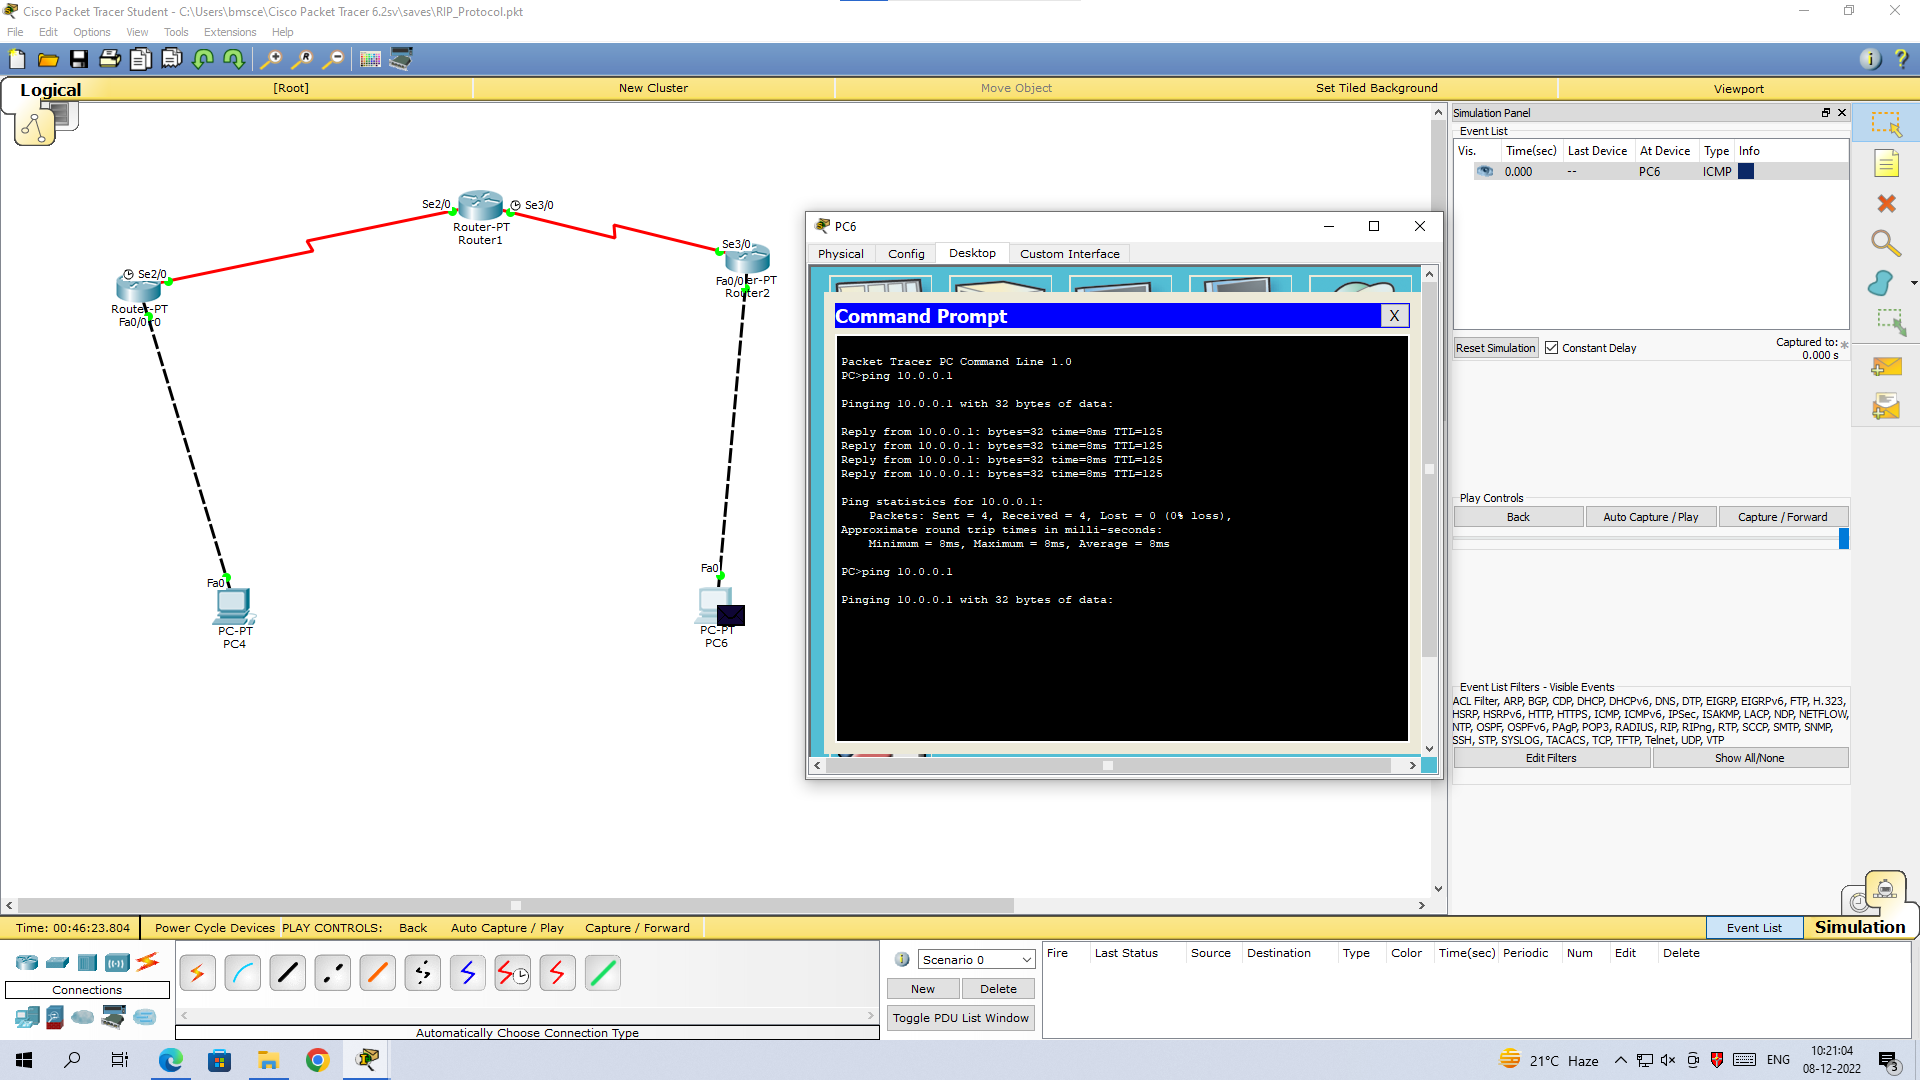 Cisco Packet Tracer Student - C:\Users\bmsce\Cisco Packet Tracer 6.2sv\saves\RIP_Protocol.pkt
File Edit Options View Tools Extensions Help
Logical [Root] New Cluster Move Object Set Tiled Background Viewport
Se2/0 Se3/0
Router-PT
Router1
Se3/0
Fa0/0 er-PT
Router2
Se2/0
Router-PT
Fa0/0 r0
Fa0
PC-PT
PC4
Fa0
PC-PT
PC6
PC6
Physical Config Desktop Custom Interface
Command Prompt X
Packet Tracer PC Command Line 1.0
PC>ping 10.0.0.1
Pinging 10.0.0.1 with 32 bytes of data:
Reply from 10.0.0.1: bytes=32 time=8ms TTL=125
Reply from 10.0.0.1: bytes=32 time=8ms TTL=125
Reply from 10.0.0.1: bytes=32 time=8ms TTL=125
Reply from 10.0.0.1: bytes=32 time=8ms TTL=125
Ping statistics for 10.0.0.1:
Packets: Sent = 4, Received = 4, Lost = 0 (0% loss),
Approximate round trip times in milli-seconds:
Minimum = 8ms, Maximum = 8ms, Average = 8ms
PC>ping 10.0.0.1
Pinging 10.0.0.1 with 32 bytes of data:
Simulation Panel
Event List
Vis. Time(sec) Last Device At Device Type Info
0.000 -- PC6 ICMP
Reset Simulation Constant Delay Captured to:
0.000 s
Play Controls
Back Auto Capture / Play Capture / Forward
Event List Filters - Visible Events
ACL Filter, ARP, BGP, CDP, DHCP, DHCPv6, DNS, DTP, EIGRP, EIGRPv6, FTP, H.323,
HSRP, HSRPv6, HTTP, HTTPS, ICMP, ICMPv6, IPSec, ISAKMP, LACP, NDP, NETFLOW,
NTP, OSPF, OSPFv6, PAgP, POP3, RADIUS, RIP, RIPng, RTP, SCCP, SMTP, SNMP,
SSH, STP, SYSLOG, TACACS, TCP, TFTP, Telnet, UDP, VTP
Edit Filters Show All/None
Time: 00:46:23.804 Power Cycle Devices PLAY CONTROLS: Back Auto Capture / Play Capture / Forward Event List Simulation
Connections
Automatically Choose Connection Type
Scenario 0
New Delete
Toggle PDU List Window
Fire Last Status Source Destination Type Color Time(sec) Periodic Num Edit Delete
21°C Haze ENG
10:21:04
08-12-2022
3